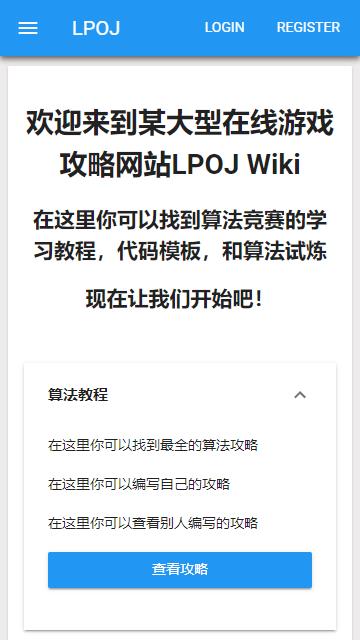 LPOJ LOGIN REGISTER
欢迎来到某大型在线游戏
攻略网站LPOJ Wiki
在这里你可以找到算法竞赛的学
习教程，代码模板，和算法试炼
现在让我们开始吧！
算法教程
在这里你可以找到最全的算法攻略
在这里你可以编写自己的攻略
在这里你可以查看别人编写的攻略
查看攻略